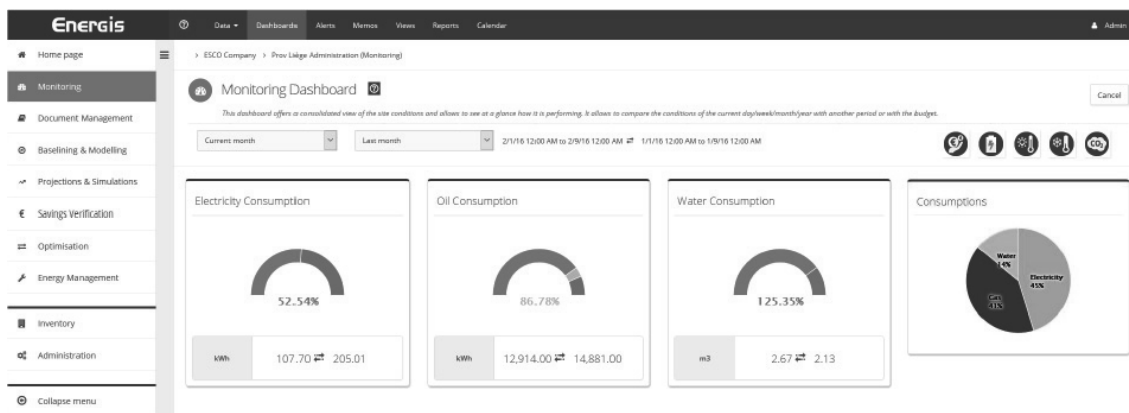 Energis
Data Dashboards Alerts Memos Views Reports Calendar
Admin
Home page
Monitoring
Document Management
Baselining & Modelling
Projections & Simulations
€ Savings Verification
Optimisation
Energy Management
Inventory
Administration
Collapse menu
> ESCO Company > Prov Liège Administration (Monitoring)
Monitoring Dashboard
Cancel
This dashboard offers a consolidated view of the site conditions and allows to see at a glance how it is performing. It allows to compare the conditions of the current day/week/month/year with another period or with the budget.
Current month Last month 2/1/16 12:00 AM to 2/9/16 12:00 AM ⇄ 1/1/16 12:00 AM to 1/9/16 12:00 AM
CO₂
Electricity Consumption
52.54%
kWh 107.70 ⇄ 205.01
Oil Consumption
86.78%
kWh 12,914.00 ⇄ 14,881.00
Water Consumption
125.35%
m3 2.67 ⇄ 2.13
Consumptions
Water
14%
Electricity
45%
Gas
41%